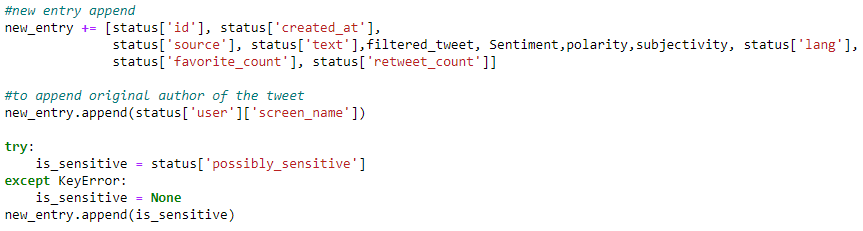 #new entry append
new_entry += [status['id'], status['created_at'],
status['source'], status['text'],filtered_tweet, Sentiment,polarity,subjectivity, status['lang'],
status['favorite_count'], status['retweet_count']]
#to append original author of the tweet
new_entry.append(status['user']['screen_name'])
try:
is_sensitive = status['possibly_sensitive']
except KeyError:
is_sensitive = None
new_entry.append(is_sensitive)